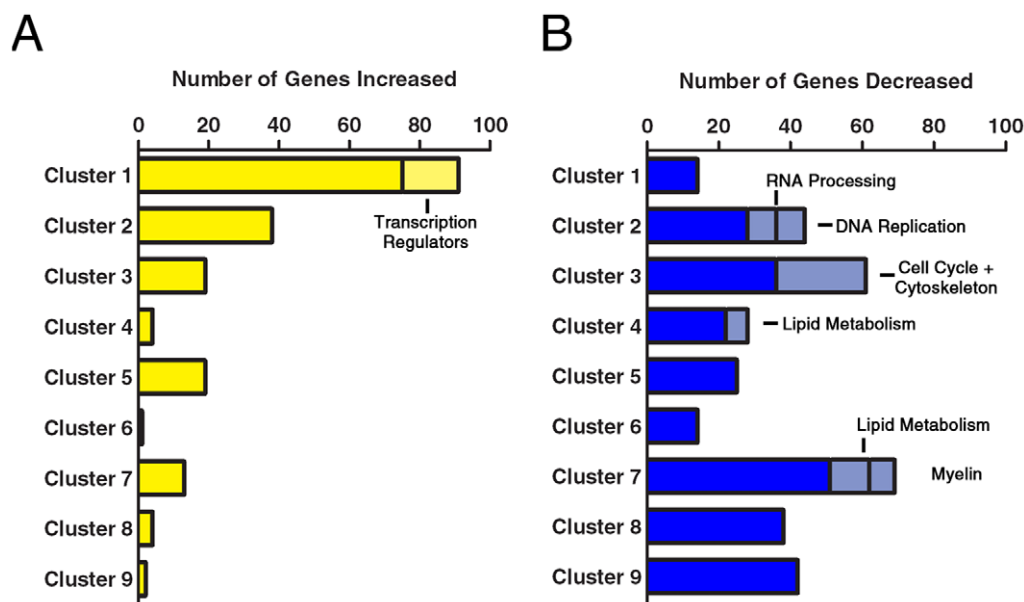 A
Number of Genes Increased
0 20 40 60 80 100
Cluster 1
Transcription
Regulators
Cluster 2
Cluster 3
Cluster 4
Cluster 5
Cluster 6
Cluster 7
Cluster 8
Cluster 9
B
Number of Genes Decreased
0 20 40 60 80 100
Cluster 1
RNA Processing
Cluster 2
DNA Replication
Cluster 3
Cell Cycle +
Cytoskeleton
Cluster 4
Lipid Metabolism
Cluster 5
Cluster 6
Lipid Metabolism
Cluster 7
Myelin
Cluster 8
Cluster 9